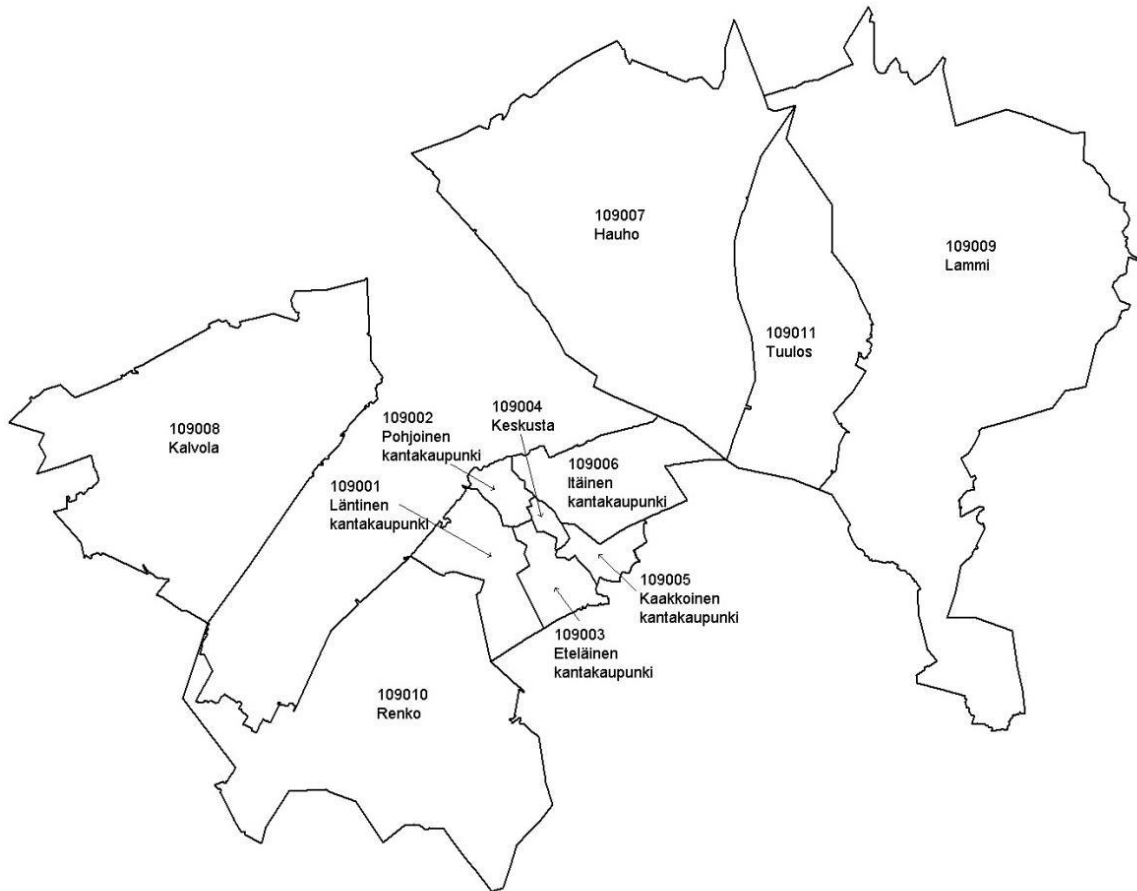 109007
Hauho
109009
Lammi
109011
Tuulos
109004
Keskusta
109002
Pohjoinen
kantakaupunki
109008
Kalvola
109006
Itäinen
kantakaupunki
109001
Läntinen
kantakaupunki
109005
Kaakkoinen
kantakaupunki
109003
Eteläinen
kantakaupunki
109010
Renko